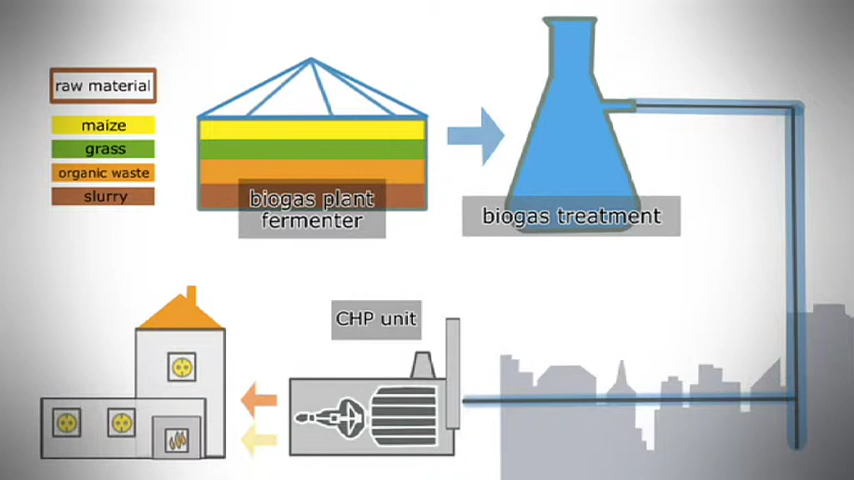 raw material
maize
grass
organic waste
slurry
biogas plant
fermenter
biogas treatment
CHP unit